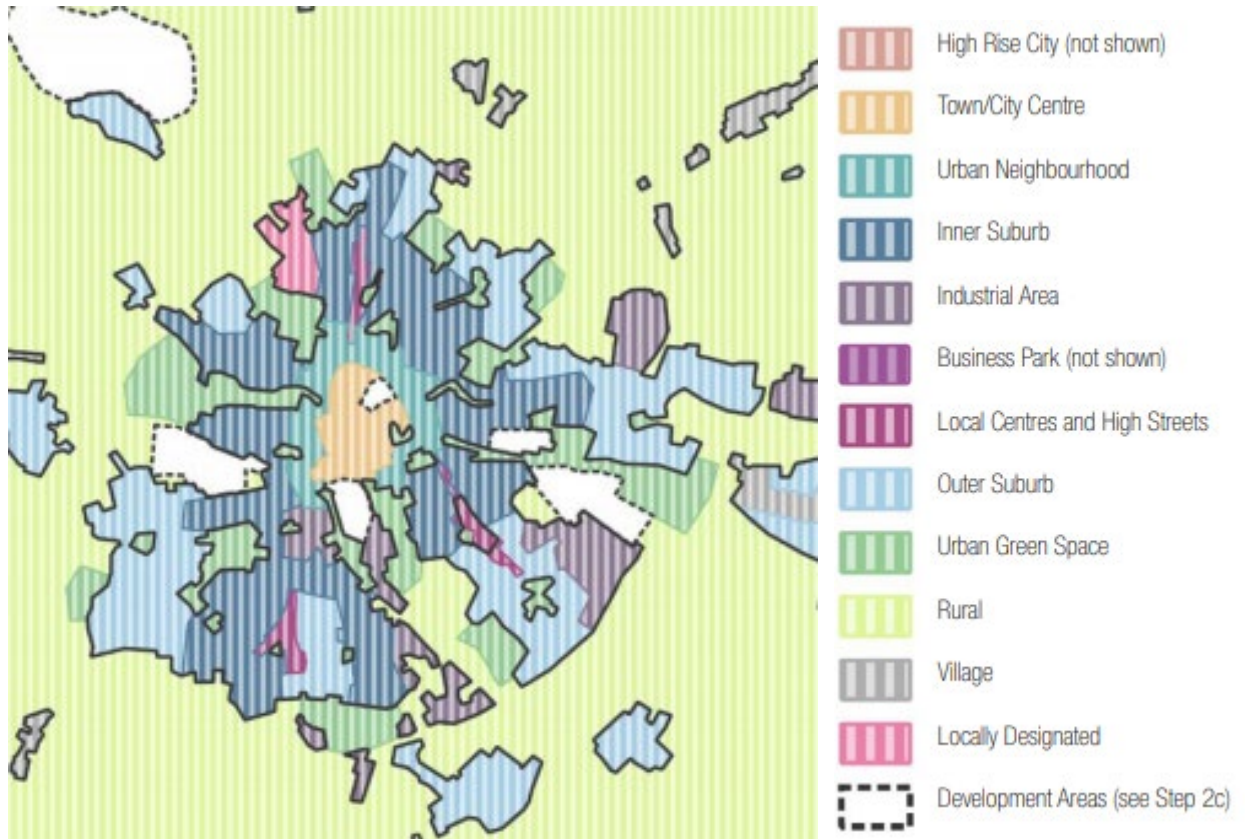 High Rise City (not shown)
Town/City Centre
Urban Neighbourhood
Inner Suburb
Industrial Area
Business Park (not shown)
Local Centres and High Streets
Outer Suburb
Urban Green Space
Rural
Village
Locally Designated
Development Areas (see Step 2c)